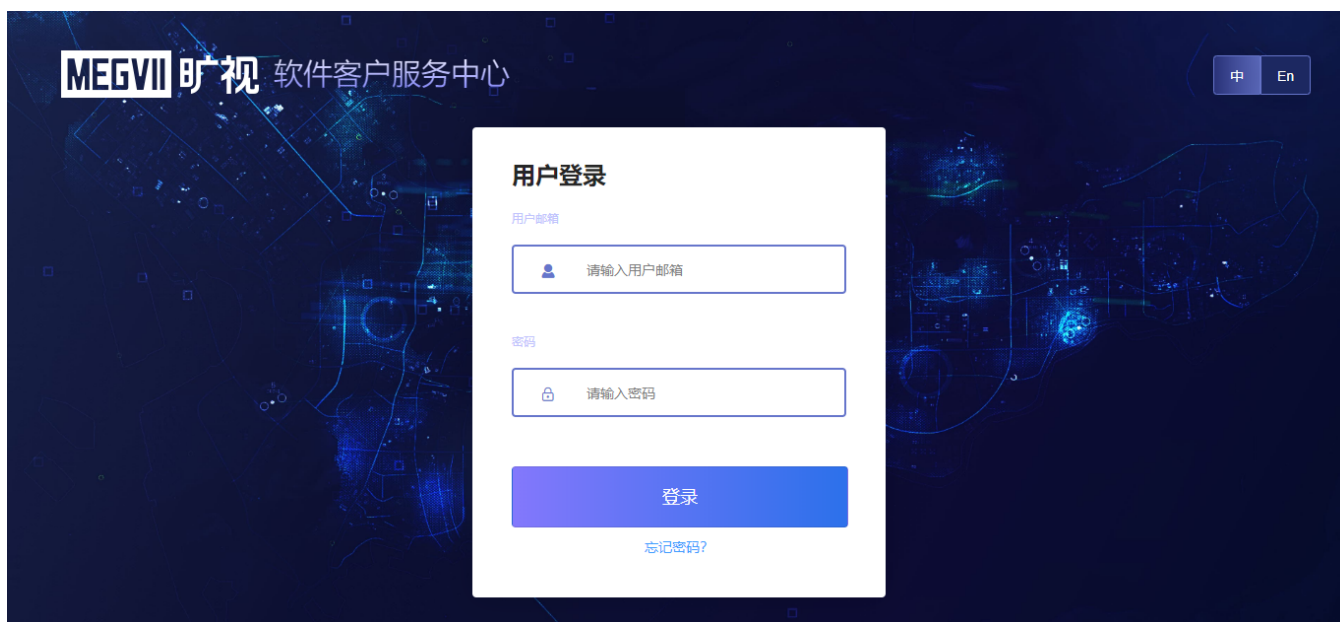 MEGVII 旷视 软件客户服务中心
中 En
用户登录
用户邮箱
请输入用户邮箱
密码
请输入密码
登录
忘记密码？